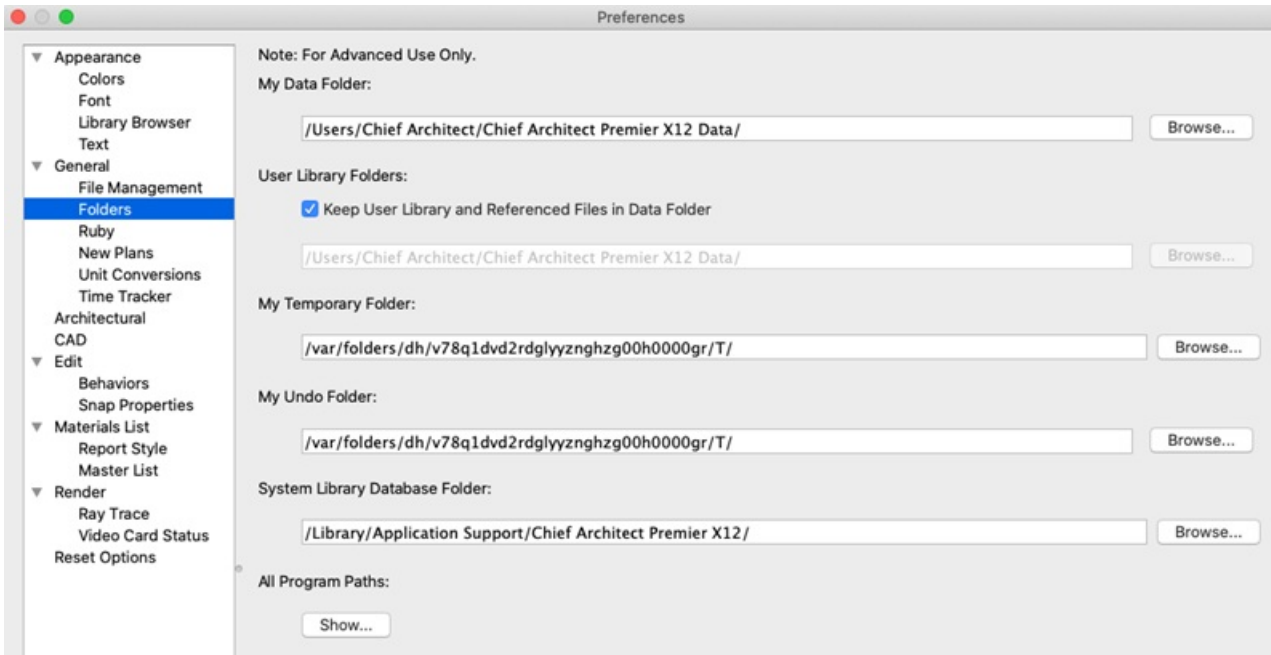 Preferences
Appearance
Colors
Font
Library Browser
Text
General
File Management
Folders
Ruby
New Plans
Unit Conversions
Time Tracker
Architectural
CAD
Edit
Behaviors
Snap Properties
Materials List
Report Style
Master List
Render
Ray Trace
Video Card Status
Reset Options
Note: For Advanced Use Only.
My Data Folder:
/Users/Chief Architect/Chief Architect Premier X12 Data/
Browse...
User Library Folders:
Keep User Library and Referenced Files in Data Folder
/Users/Chief Architect/Chief Architect Premier X12 Data/
Browse...
My Temporary Folder:
/var/folders/dh/v78q1dvd2rdglyyznghzg00h0000gr/T/
Browse...
My Undo Folder:
/var/folders/dh/v78q1dvd2rdglyyznghzg00h0000gr/T/
Browse...
System Library Database Folder:
/Library/Application Support/Chief Architect Premier X12/
Browse...
All Program Paths:
Show...